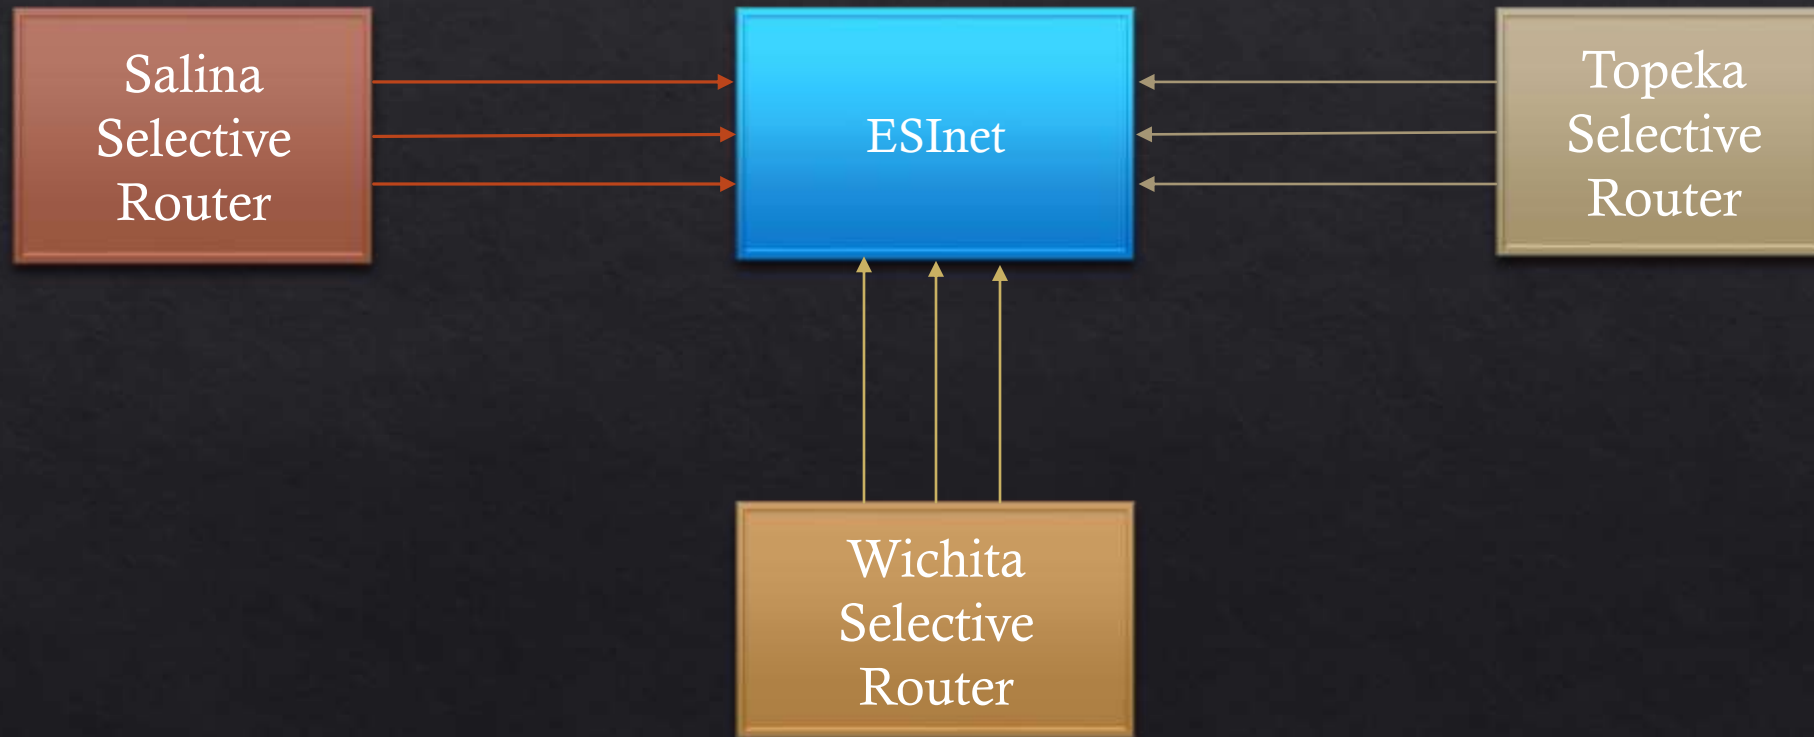 Salina
Selective
Router
ESInet
Topeka
Selective
Router
Wichita
Selective
Router